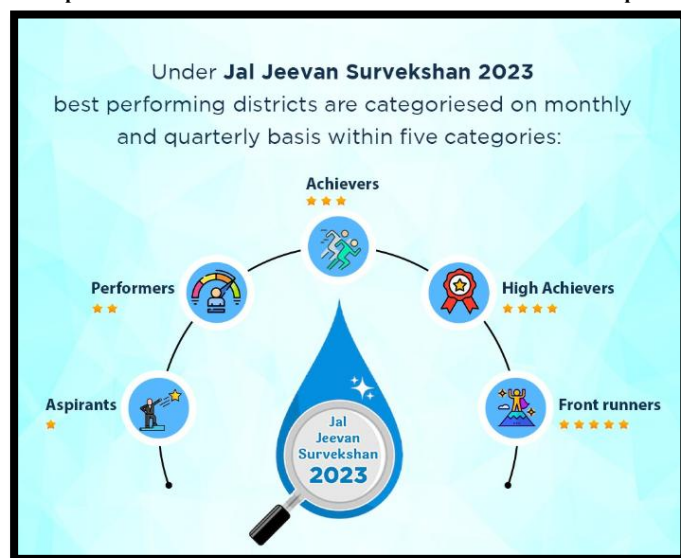 Under Jal Jeevan Survekshan 2023
best performing districts are categoriesed on monthly
and quarterly basis within five categories:
Achievers
Performers
High Achievers
Aspirants
Front runners
Jal
Jeevan
Survekshan
2023